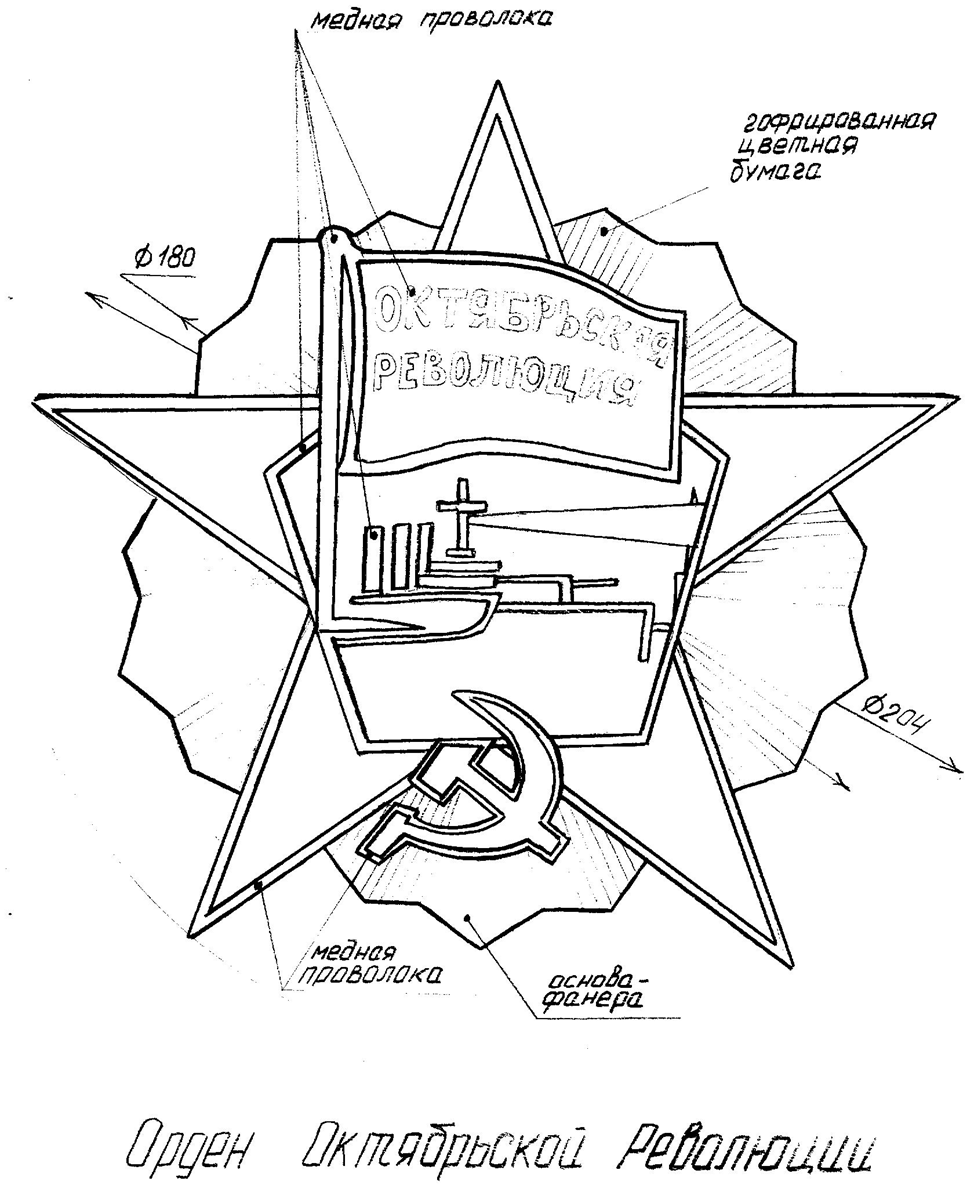 медная проволока
гофрированная
цветная
бумага
ф180
ОКТЯБРЬСКАЯ
РЕВОЛЮЦИЯ
ф204
медная
проволока
основа-
фанера
Орден Октябрьской Революции